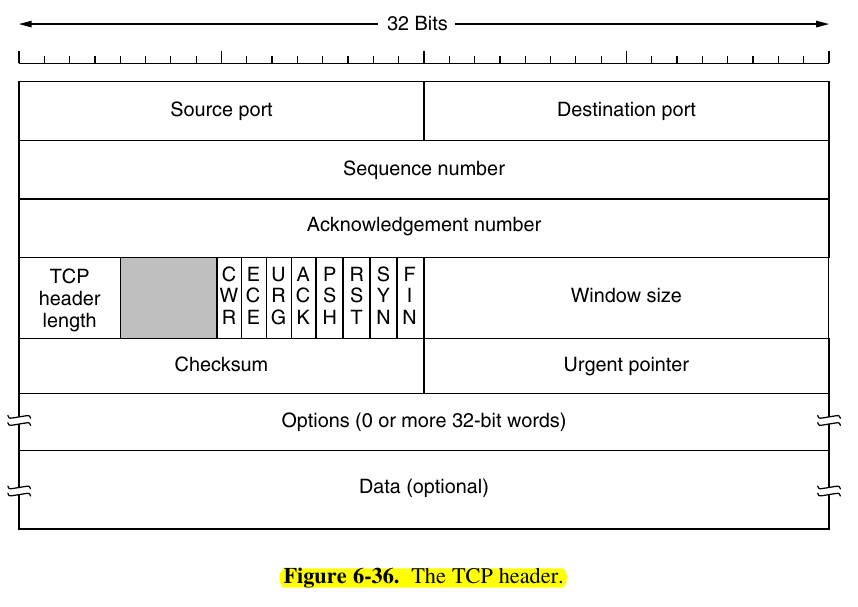 32 Bits
Source port
Destination port
Sequence number
Acknowledgement number
TCP
header
length
CWR
ECE
URG
ACK
PSH
RST
SYN
FIN
Window size
Checksum
Urgent pointer
Options (0 or more 32-bit words)
Data (optional)
Figure 6-36. The TCP header.